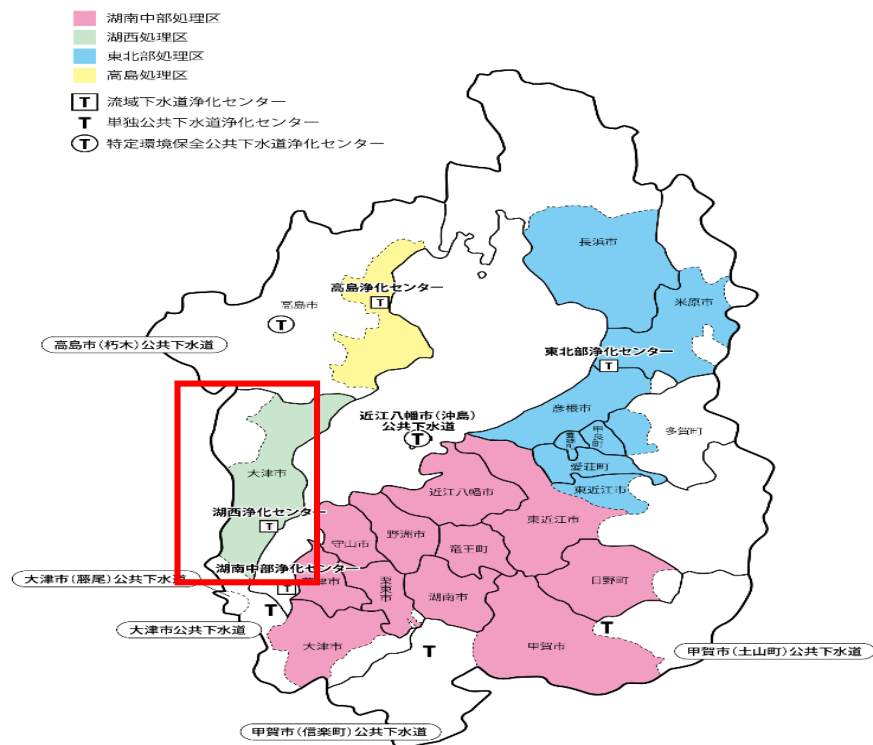 湖南中部処理区
湖西処理区
東北部処理区
高島処理区
T 流域下水道浄化センター
T 単独公共下水道浄化センター
T 特定環境保全公共下水道浄化センター
長浜市
高島浄化センター
T
米原市
高島市
T
高島市(朽木)公共下水道
東北部浄化センター
T
彦根市
近江八幡市(沖島)
公共下水道
T
豊郷町
甲良町
多賀町
愛荘町
大津市
近江八幡市
東近江市
湖西浄化センター
T
東近江市
守山市
野洲市
竜王町
湖南中部浄化センター
T
大津市(藤尾)公共下水道
草津市
栗東市
湖南市
日野町
T
大津市公共下水道
T
大津市
T
甲賀市
甲賀市(土山町)公共下水道
甲賀市(信楽町)公共下水道